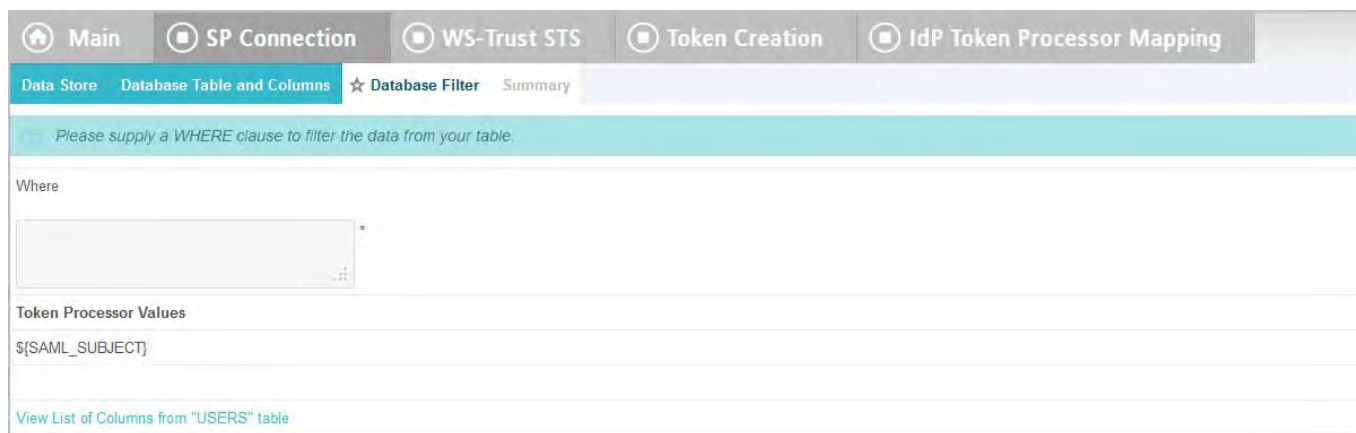 Main SP Connection WS-Trust STS Token Creation IdP Token Processor Mapping
Data Store Database Table and Columns Database Filter Summary
Please supply a WHERE clause to filter the data from your table.
Where
*
Token Processor Values
${SAML_SUBJECT}
View List of Columns from "USERS" table